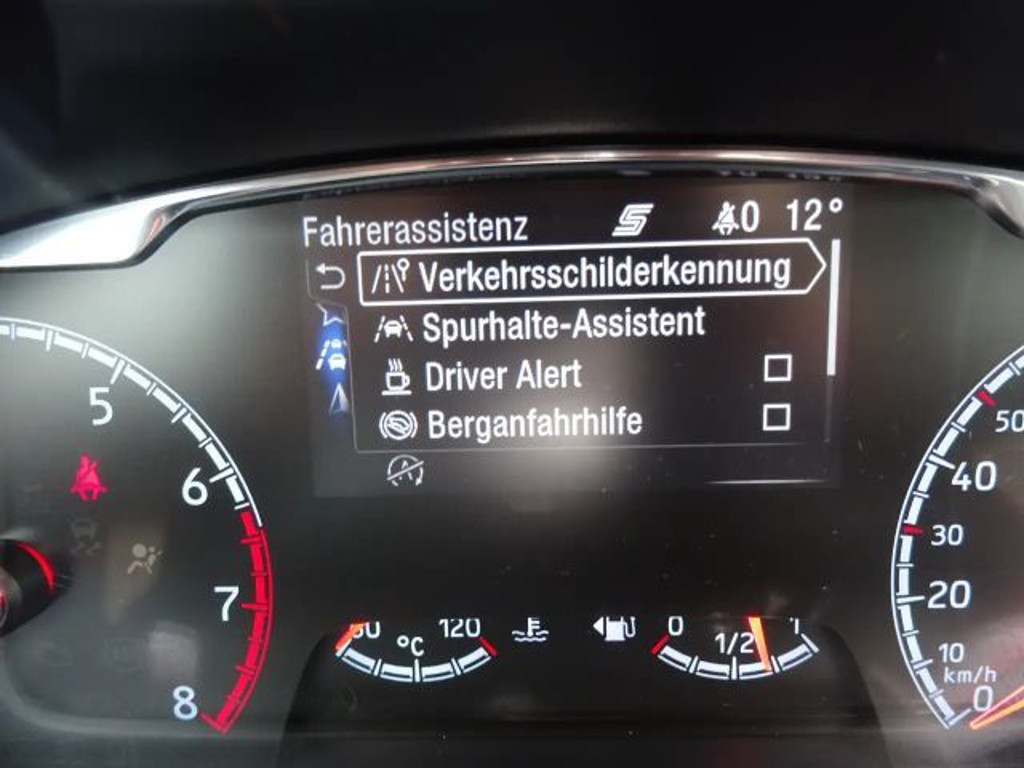 Fahrerassistenz S 0 12°
Verkehrsschilderkennung
Spurhalte-Assistent
Driver Alert
Berganfahrhilfe
5
6
7
8
120
°C
0
1/2
1
50
40
30
20
10
km/h
0